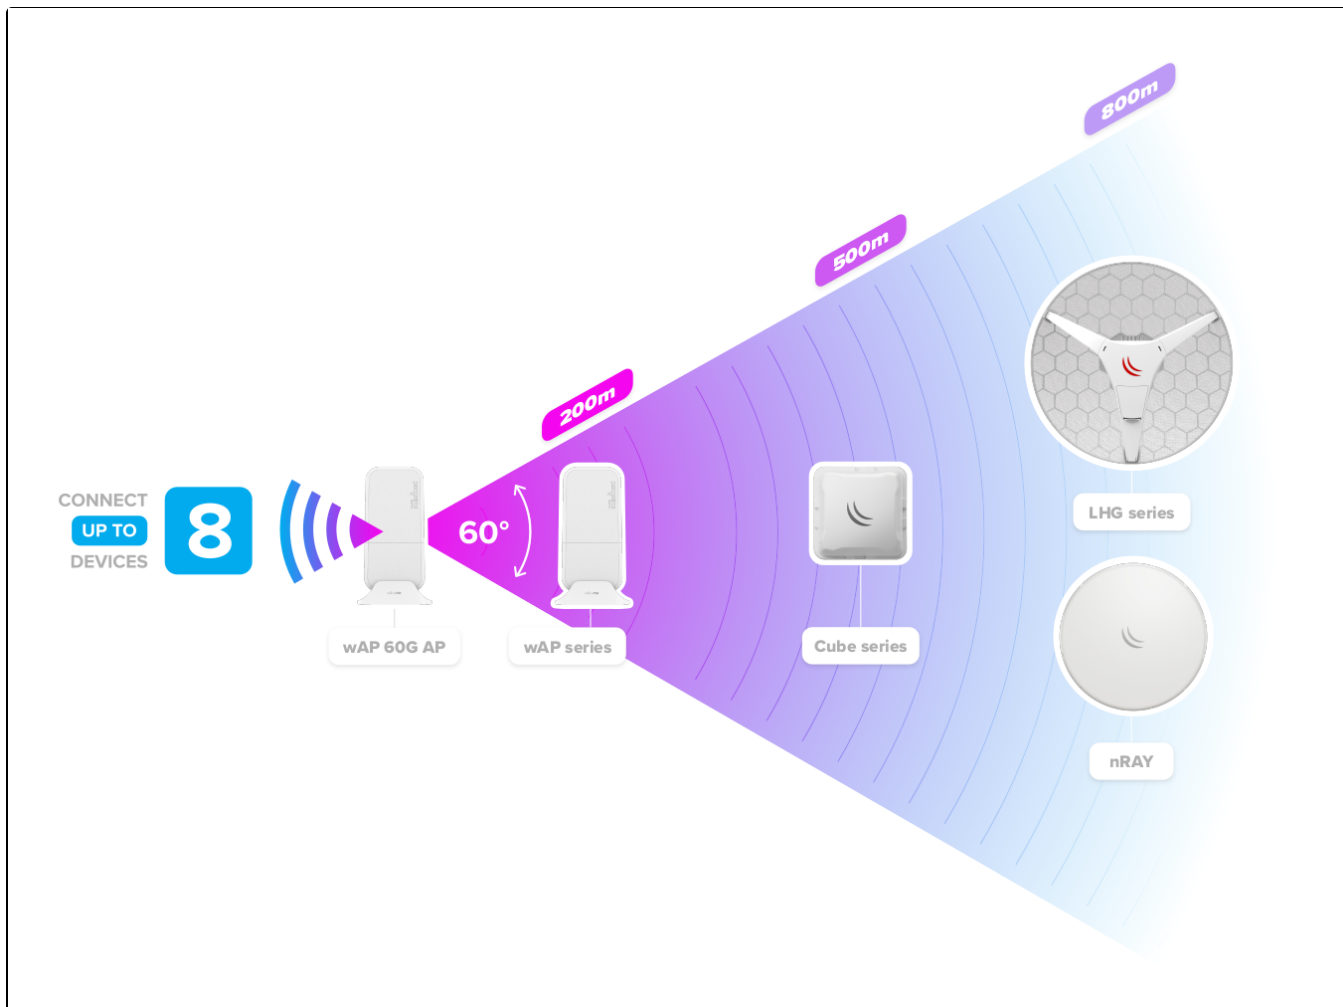 800m
500m
200m
CONNECT
UP TO
DEVICES
8
60°
wAP 60G AP
wAP series
Cube series
LHG series
nRAY